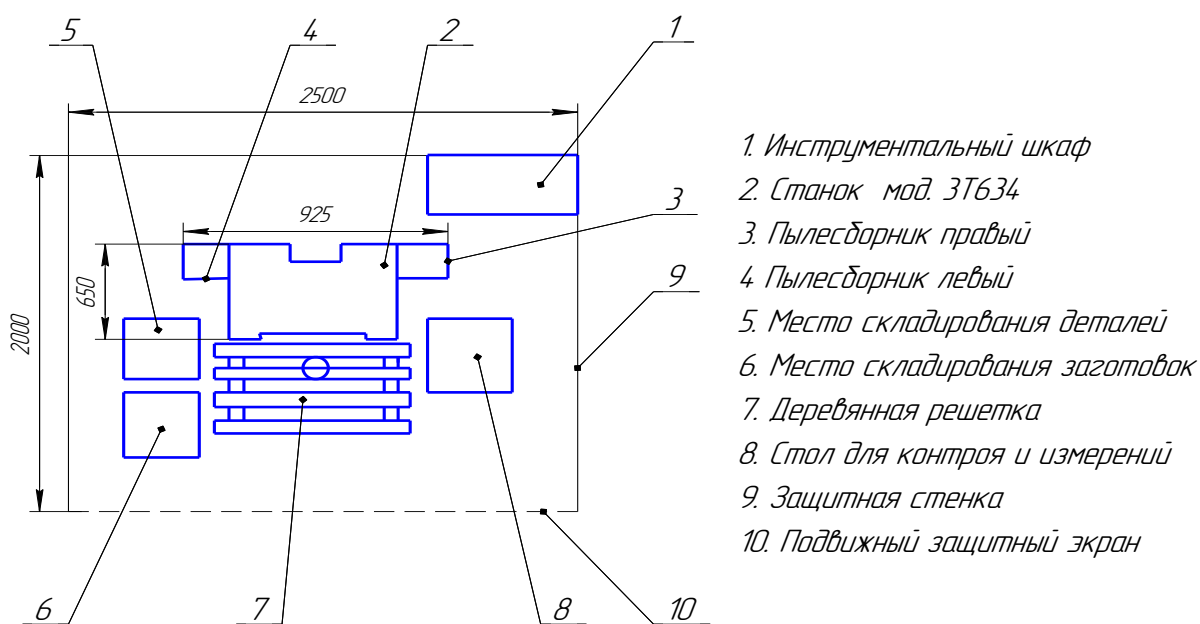 5
4
2
1
2500
1. Инструментальный шкаф
2. Станок мод. 3Т634
3
925
3. Пылесборник правый
4 Пылесборник левый
9
650
2000
5. Место складирования деталей
6. Место складирования заготовок
7. Деревянная решетка
8. Стол для контроя и измерений
9. Защитная стенка
10. Подвижный защитный экран
6
7
8
10